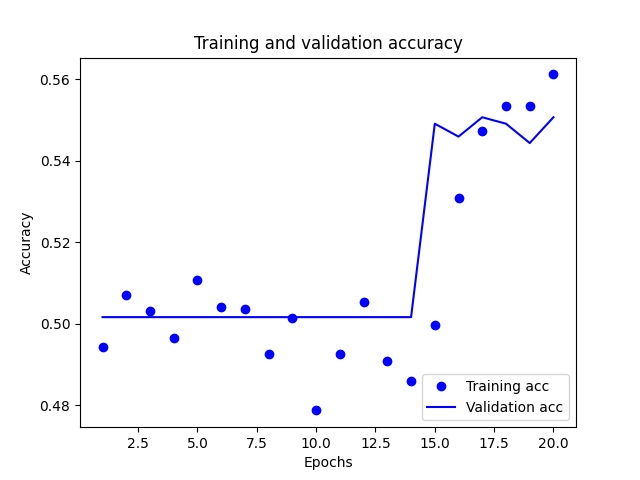 Training and validation accuracy
Accuracy
0.56
0.54
0.52
0.50
0.48
Training acc
Validation acc
2.5 5.0 7.5 10.0 12.5 15.0 17.5 20.0
Epochs